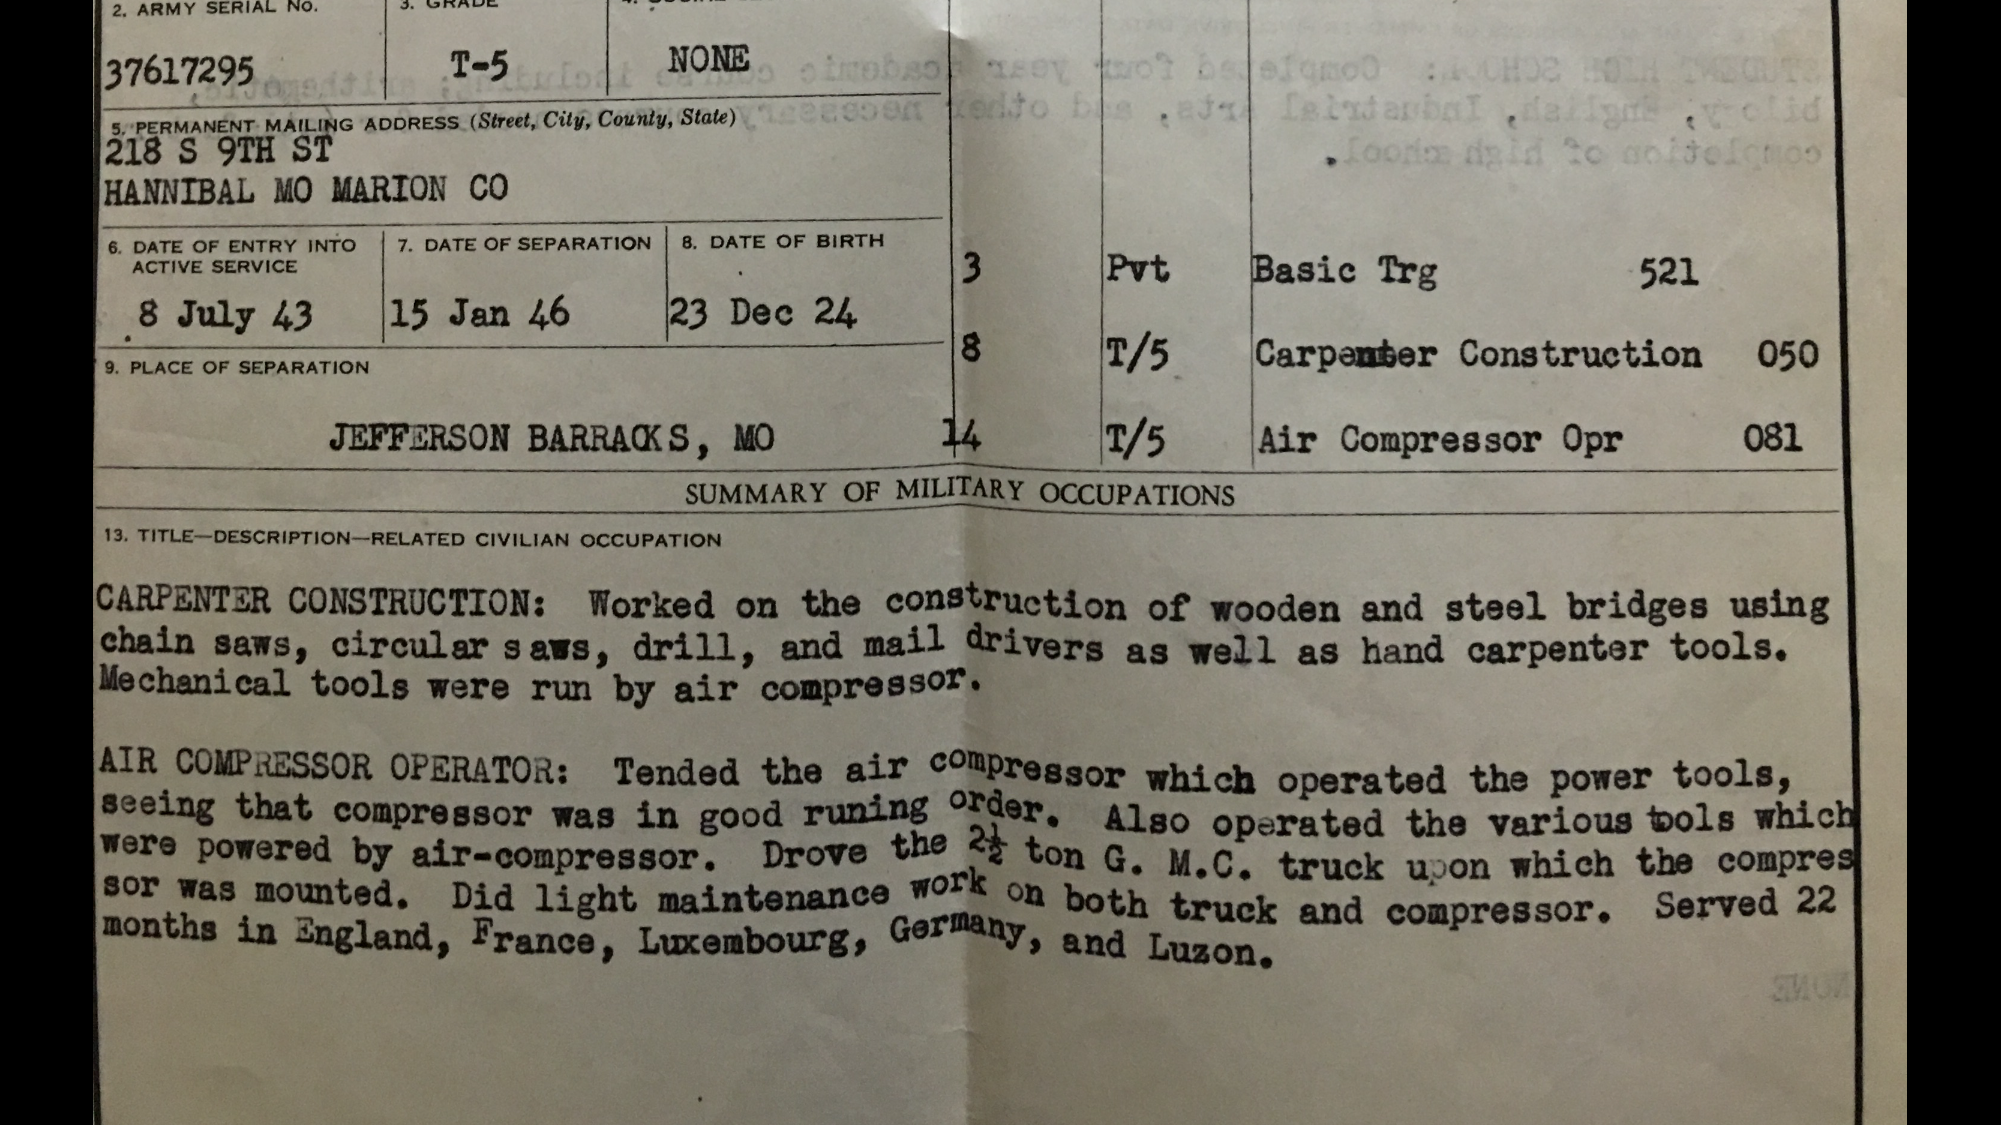 2. ARMY SERIAL No.
3. GRADE
37617295
T-5
NONE
5. PERMANENT MAILING ADDRESS (Street, City, County, State)
218 S 9TH ST
HANNIBAL MO MARION CO
6. DATE OF ENTRY INTO ACTIVE SERVICE
7. DATE OF SEPARATION
8. DATE OF BIRTH
8 July 43
15 Jan 46
23 Dec 24
9. PLACE OF SEPARATION
JEFFERSON BARRACKS, MO
3 Pvt Basic Trg 521
8 T/5 Carpenter Construction 050
14 T/5 Air Compressor Opr 081
SUMMARY OF MILITARY OCCUPATIONS
13. TITLE—DESCRIPTION—RELATED CIVILIAN OCCUPATION
CARPENTER CONSTRUCTION: Worked on the construction of wooden and steel bridges using
chain saws, circular saws, drill, and mail drivers as well as hand carpenter tools.
Mechanical tools were run by air compressor.
AIR COMPRESSOR OPERATOR: Tended the air compressor which operated the power tools,
seeing that compressor was in good runing order. Also operated the various tools which
were powered by air-compressor. Drove the 2½ ton G. M.C. truck upon which the compres
sor was mounted. Did light maintenance work on both truck and compressor. Served 22
months in England, France, Luxembourg, Germany, and Luzon.